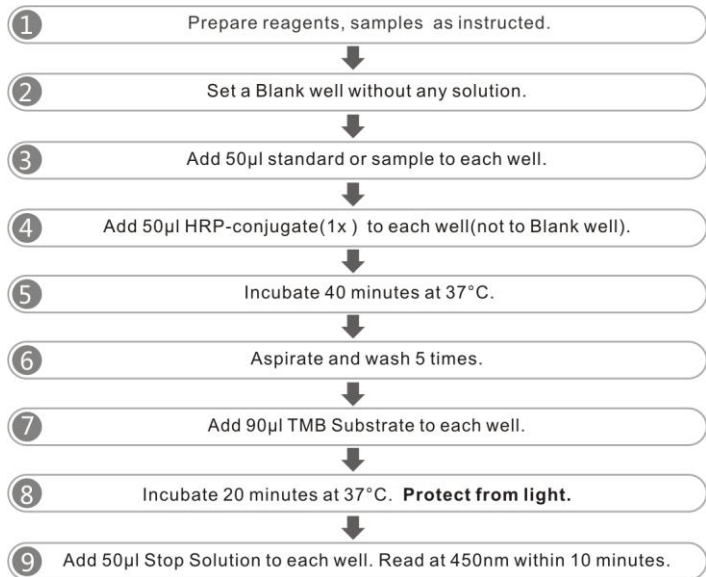 1 Prepare reagents, samples as instructed.
2 Set a Blank well without any solution.
3 Add 50µl standard or sample to each well.
4 Add 50µl HRP-conjugate(1x ) to each well(not to Blank well).
5 Incubate 40 minutes at 37°C.
6 Aspirate and wash 5 times.
7 Add 90µl TMB Substrate to each well.
8 Incubate 20 minutes at 37°C. Protect from light.
9 Add 50µl Stop Solution to each well. Read at 450nm within 10 minutes.